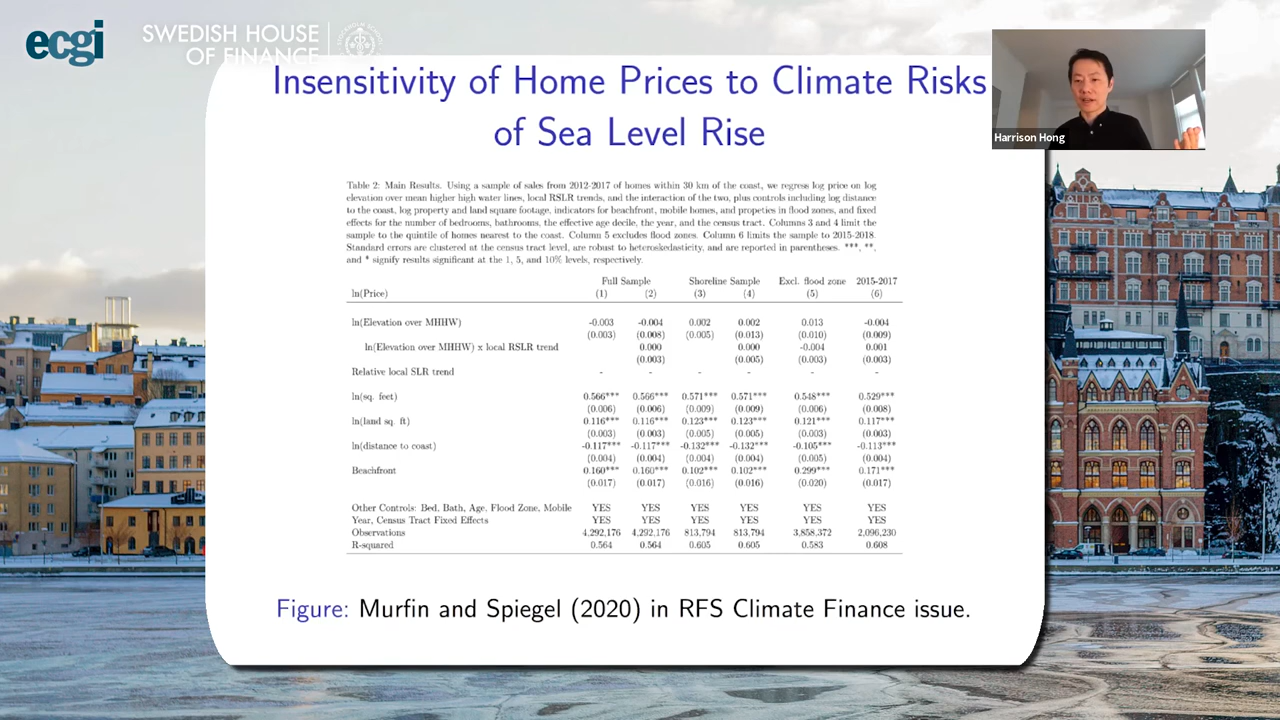 ecgi
SWEDISH HOUSE
OF FINANCE
Insensitivity of Home Prices to Climate Risks
of Sea Level Rise
Harrison Hong
Table 2: Main Results. Using a sample of sales from 2012-2017 of homes within 30 km of the coast, we regress log price on log
elevation over mean higher high water lines, local RSLR trends, and the interaction of the two, plus controls including log distance
to the coast, log property and land square footage, indicators for beachfront, mobile homes, and propeties in flood zones, and fixed
effects for the number of bedrooms, bathrooms, the effective age decile, the year, and the census tract. Columns 3 and 4 limit the
sample to the quintile of homes nearest to the coast. Column 5 excludes flood zones. Column 6 limits the sample to 2015-2018.
Standard errors are clustered at the census tract level, are robust to heteroskedasticity, and are reported in parentheses. ***, **,
and * signify results significant at the 1, 5, and 10% levels, respectively.
Full Sample Shoreline Sample Excl. flood zone 2015-2017
ln(Price) (1) (2) (3) (4) (5) (6)
ln(Elevation over MHHW) -0.003 -0.004 0.002 0.002 0.013 -0.004
(0.003) (0.008) (0.005) (0.013) (0.010) (0.009)
ln(Elevation over MHHW) x local RSLR trend 0.000 0.000 -0.004 0.001
(0.003) (0.005) (0.003) (0.003)
Relative local SLR trend - - - - - -
ln(sq. feet) 0.566*** 0.566*** 0.571*** 0.571*** 0.548*** 0.529***
(0.006) (0.006) (0.009) (0.009) (0.006) (0.008)
ln(land sq. ft) 0.116*** 0.116*** 0.123*** 0.123*** 0.121*** 0.117***
(0.003) (0.003) (0.005) (0.005) (0.003) (0.003)
ln(distance to coast) -0.117*** -0.117*** -0.132*** -0.132*** -0.105*** -0.113***
(0.004) (0.004) (0.004) (0.004) (0.005) (0.004)
Beachfront 0.160*** 0.160*** 0.102*** 0.102*** 0.299*** 0.171***
(0.017) (0.017) (0.016) (0.016) (0.020) (0.017)
Other Controls: Bed, Bath, Age, Flood Zone, Mobile YES YES YES YES YES YES
Year, Census Tract Fixed Effects YES YES YES YES YES YES
Observations 4,292,176 4,292,176 813,794 813,794 3,858,372 2,096,230
R-squared 0.564 0.564 0.605 0.605 0.583 0.608
Figure: Murfin and Spiegel (2020) in RFS Climate Finance issue.